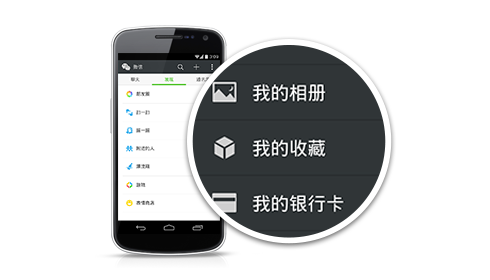 微信
2:09
聊天
发现
通讯录
朋友圈
扫一扫
摇一摇
附近的人
漂流瓶
游戏
表情商店
我的相册
我的收藏
我的银行卡